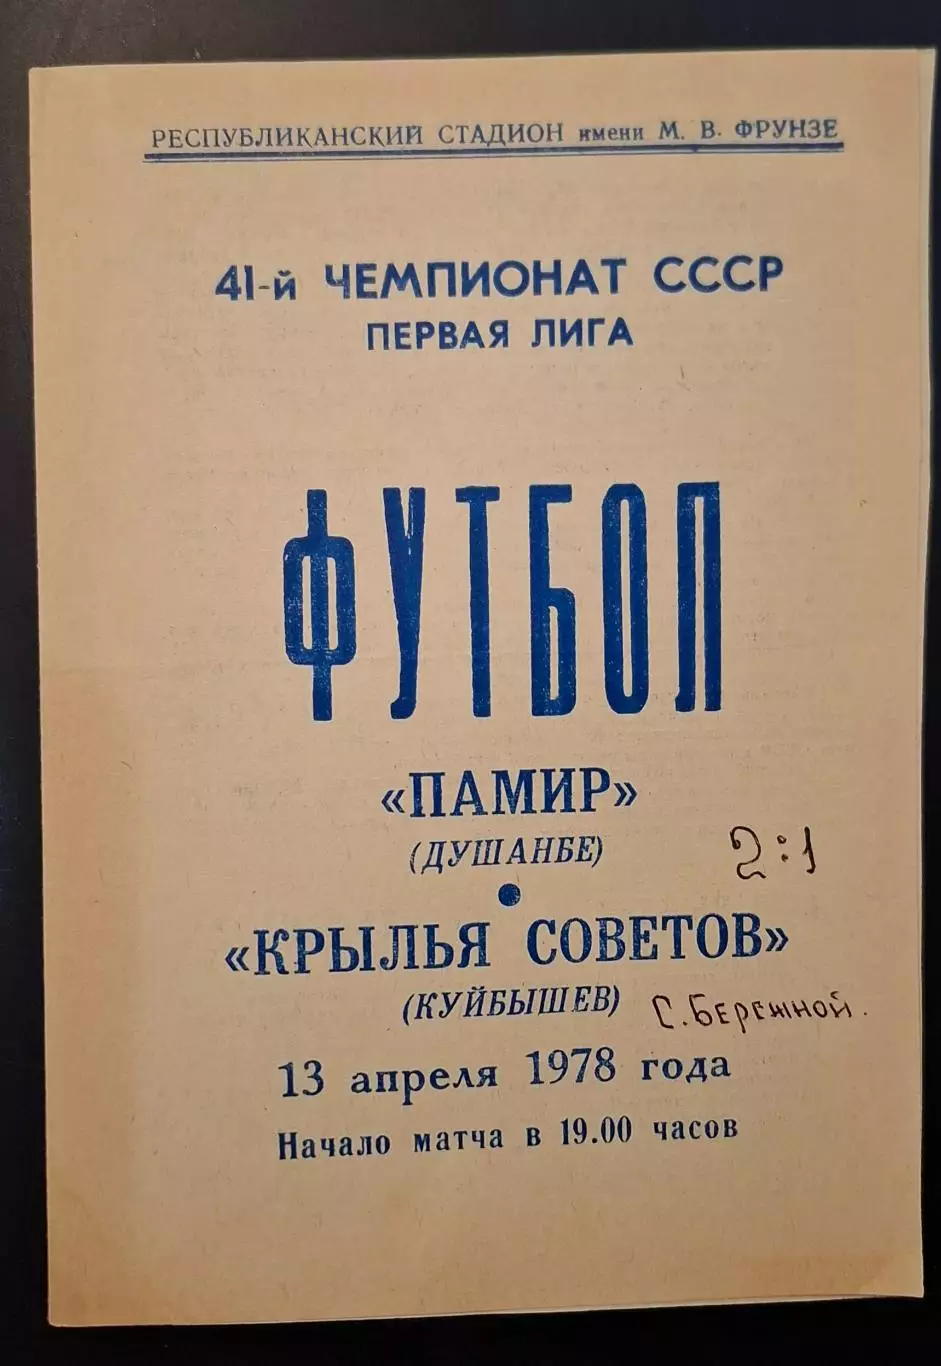 РЕСПУБЛИКАНСКИЙ СТАДИОН имени М. В. ФРУНЗЕ
41-й ЧЕМПИОНАТ СССР
ПЕРВАЯ ЛИГА
ФУТБОЛ
«ПАМИР»
(ДУШАНБЕ) 2:1
«КРЫЛЬЯ СОВЕТОВ»
(КУЙБЫШЕВ) С. БЕРЕЖНОЙ.
13 апреля 1978 года
Начало матча в 19.00 часов